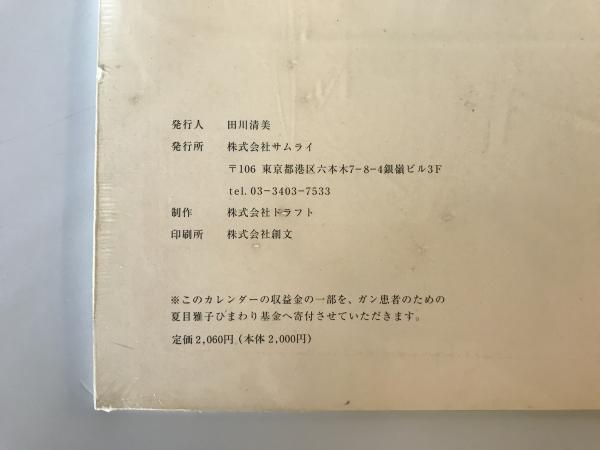 発行人　田川清美
発行所　株式会社サムライ
〒106 東京都港区六本木7-8-4銀嶺ビル3F
tel.03-3403-7533
制作　株式会社ドラフト
印刷所　株式会社創文
※このカレンダーの収益金の一部を、ガン患者のための
夏目雅子ひまわり基金へ寄付させていただきます。
定価2,060円（本体2,000円）